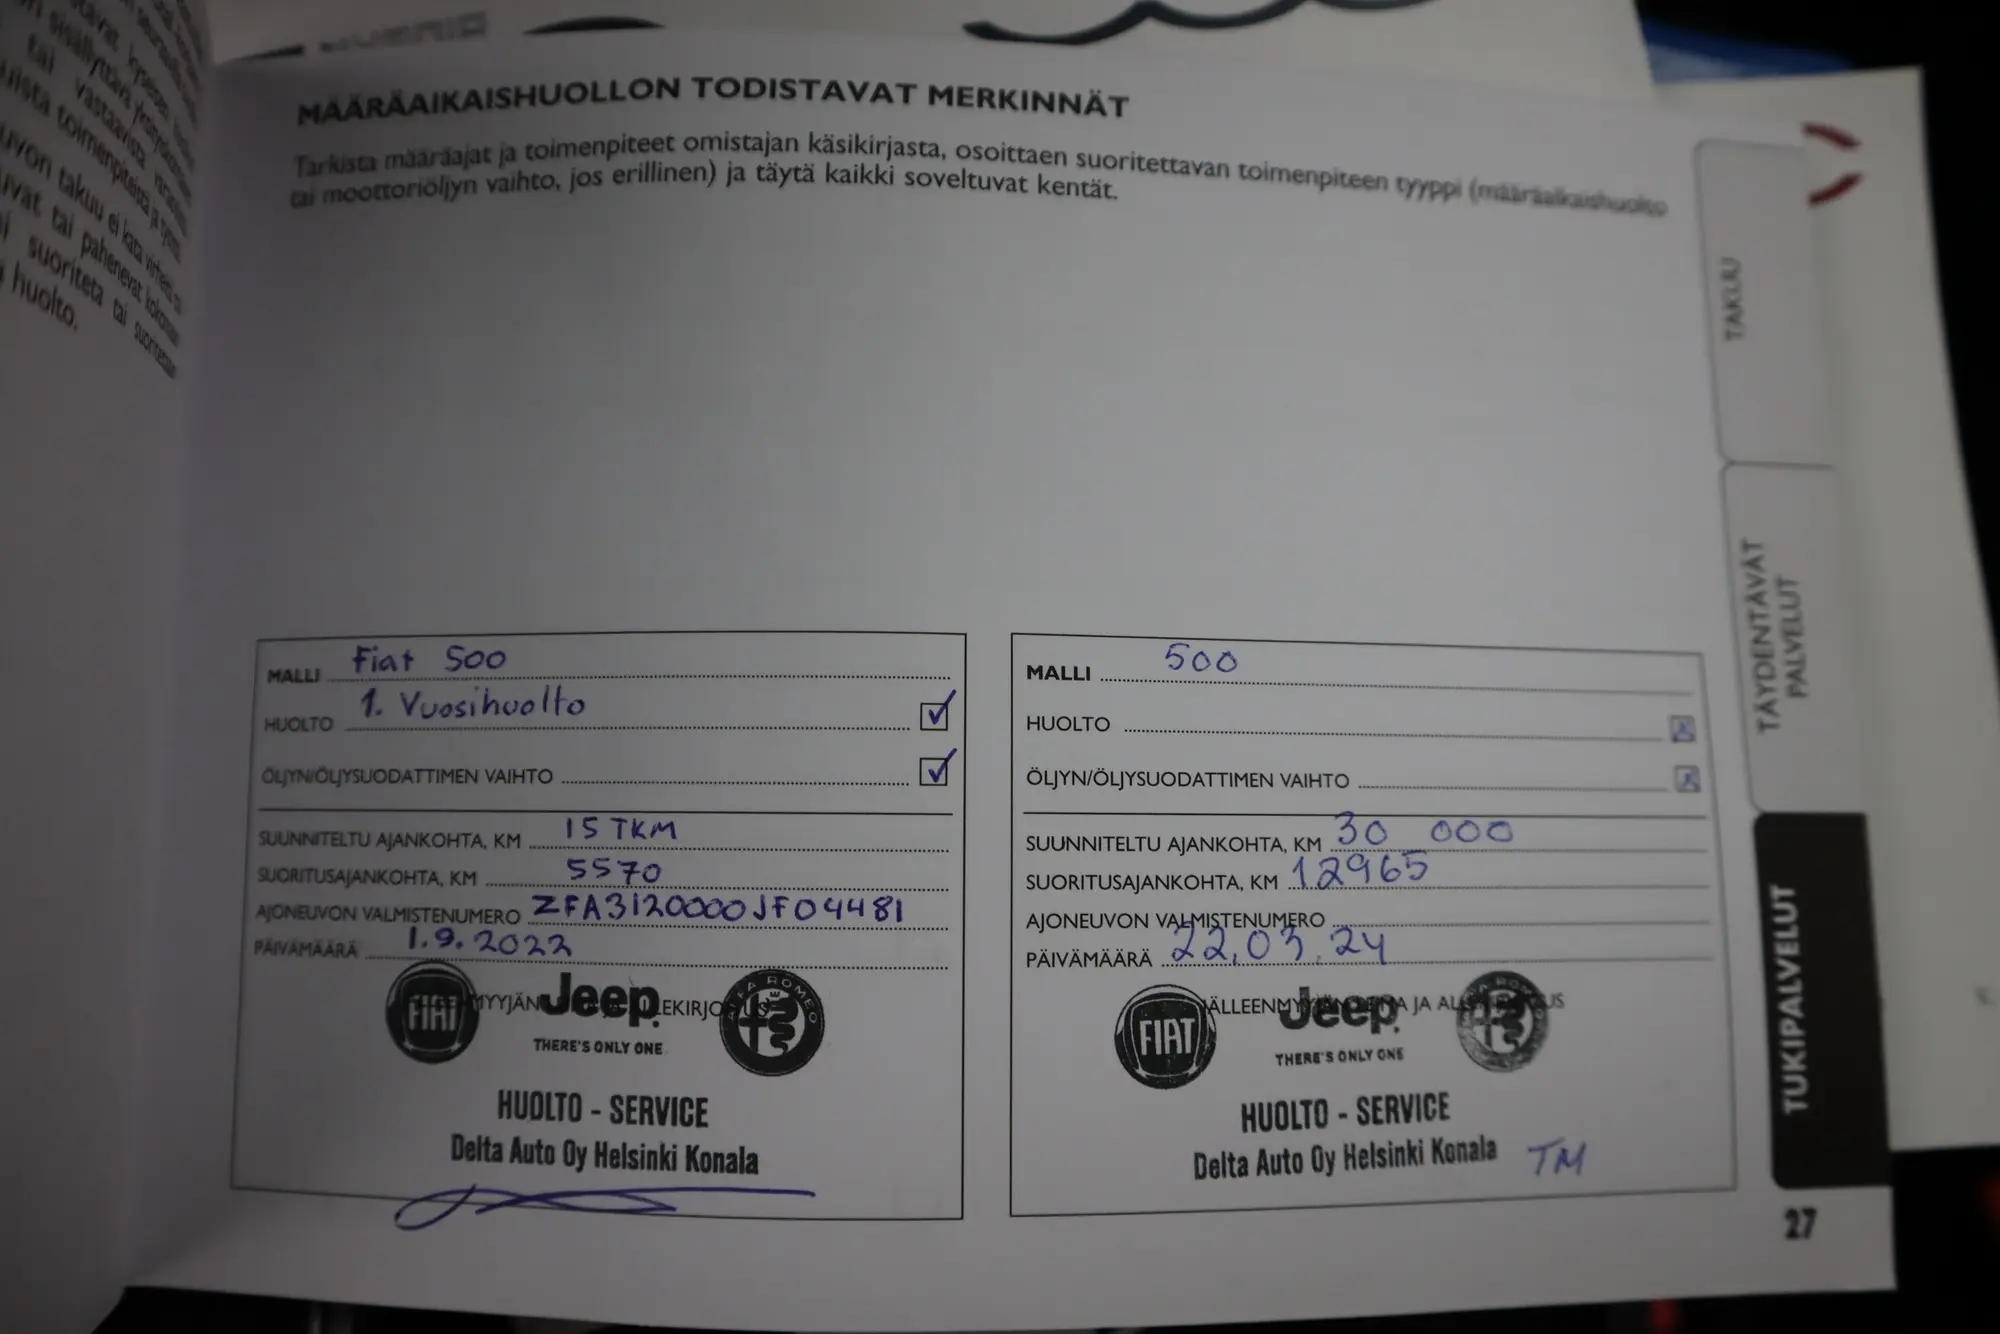 tai
huolto.
MÄÄRÄAIKAISHUOLLON TODISTAVAT MERKINNÄT
Tarkista määräajat ja toimenpiteet omistajan käsikirjasta, osoittaen suoritettavan toimenpiteen tyyppi (määräaikaishuolto
tai moottoriöljyn vaihto, jos erillinen) ja täytä kaikki soveltuvat kentät.
TAKUU
TÄYDENTÄVÄT
PALVELUT
TUKIPALVELUT
MALLI Fiat 500
HUOLTO 1. Vuosihuolto
ÖLJYN/ÖLJYSUODATTIMEN VAIHTO
SUUNNITELTU AJANKOHTA, KM 15 TKM
SUORITUSAJANKOHTA, KM 5570
AJONEUVON VALMISTENUMERO ZFA3120000JF04481
PÄIVÄMÄÄRÄ 1.9.2022
FIAT Jeep ALFA ROMEO
THERE'S ONLY ONE
HUOLTO - SERVICE
Delta Auto Oy Helsinki Konala
MALLI 500
HUOLTO
ÖLJYN/ÖLJYSUODATTIMEN VAIHTO
SUUNNITELTU AJANKOHTA, KM 30 000
SUORITUSAJANKOHTA, KM 12965
AJONEUVON VALMISTENUMERO
PÄIVÄMÄÄRÄ 22.03.24
FIAT Jeep
THERE'S ONLY ONE
HUOLTO - SERVICE
Delta Auto Oy Helsinki Konala TM
27